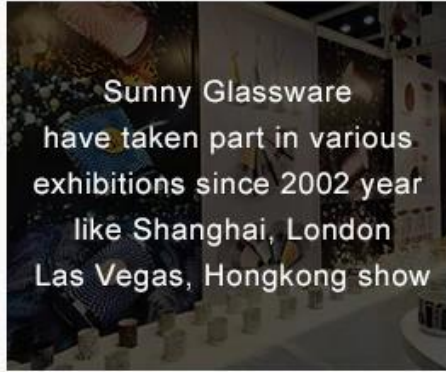 Sunny Glassware
have taken part in various
exhibitions since 2002 year
like Shanghai, London
Las Vegas, Hongkong show